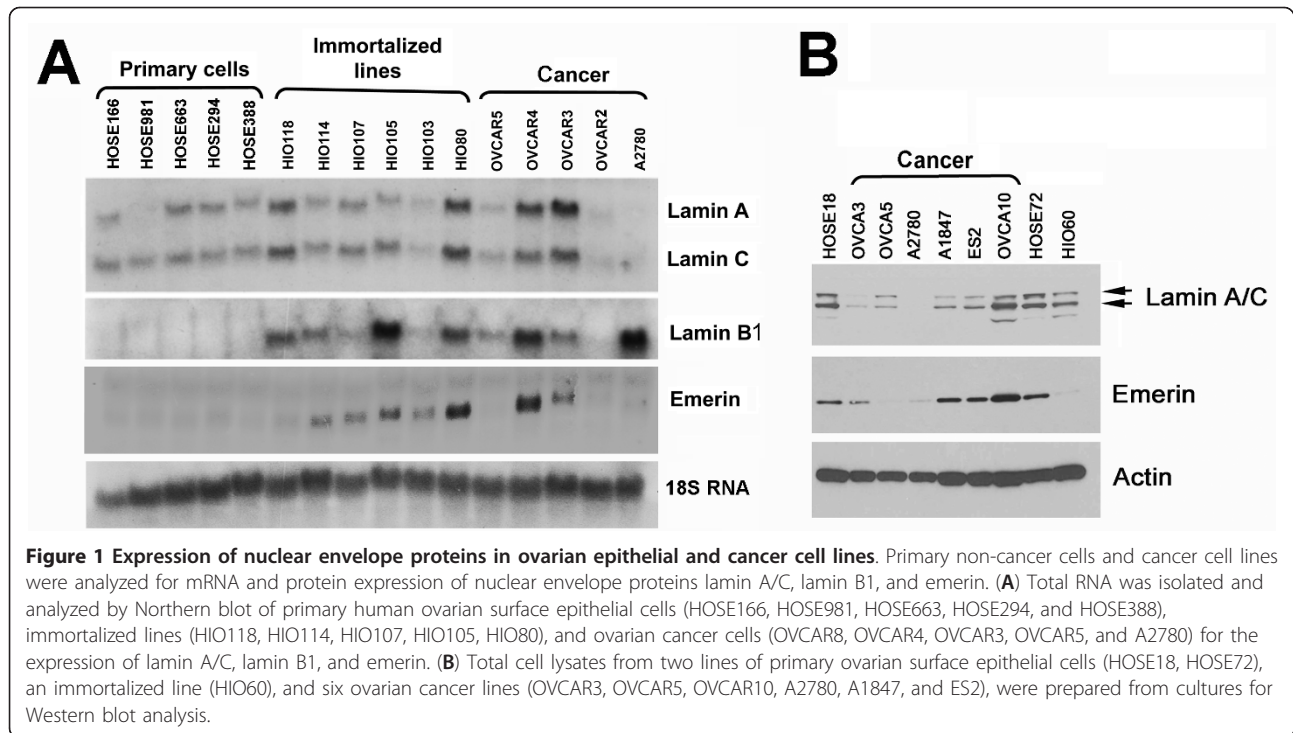 A
Primary cells
Immortalized
lines
Cancer
HOSE166
HOSE981
HOSE663
HOSE294
HOSE388
HIO118
HIO114
HIO107
HIO105
HIO103
HIO80
OVCAR5
OVCAR4
OVCAR3
OVCAR2
A2780
Lamin A
Lamin C
Lamin B1
Emerin
18S RNA
B
Cancer
HOSE18
OVCA3
OVCA5
A2780
A1847
ES2
OVCA10
HOSE72
HIO60
Lamin A/C
Emerin
Actin
Figure 1 Expression of nuclear envelope proteins in ovarian epithelial and cancer cell lines. Primary non-cancer cells and cancer cell lines
were analyzed for mRNA and protein expression of nuclear envelope proteins lamin A/C, lamin B1, and emerin. (A) Total RNA was isolated and
analyzed by Northern blot of primary human ovarian surface epithelial cells (HOSE166, HOSE981, HOSE663, HOSE294, and HOSE388),
immortalized lines (HIO118, HIO114, HIO107, HIO105, HIO80), and ovarian cancer cells (OVCAR8, OVCAR4, OVCAR3, OVCAR5, and A2780) for the
expression of lamin A/C, lamin B1, and emerin. (B) Total cell lysates from two lines of primary ovarian surface epithelial cells (HOSE18, HOSE72),
an immortalized line (HIO60), and six ovarian cancer lines (OVCAR3, OVCAR5, OVCAR10, A2780, A1847, and ES2), were prepared from cultures for
Western blot analysis.